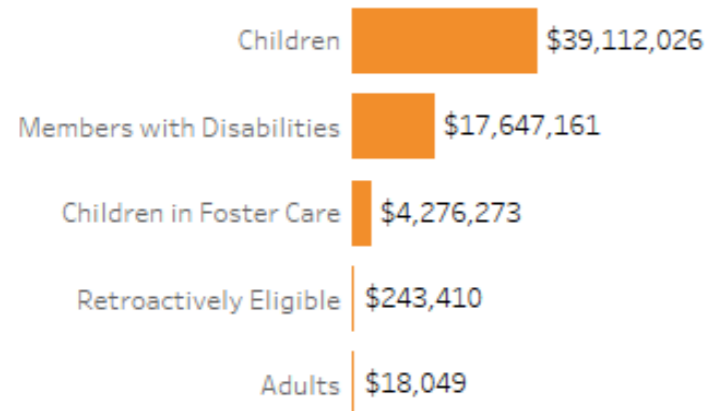 Children $39,112,026
Members with Disabilities $17,647,161
Children in Foster Care $4,276,273
Retroactively Eligible $243,410
Adults $18,049